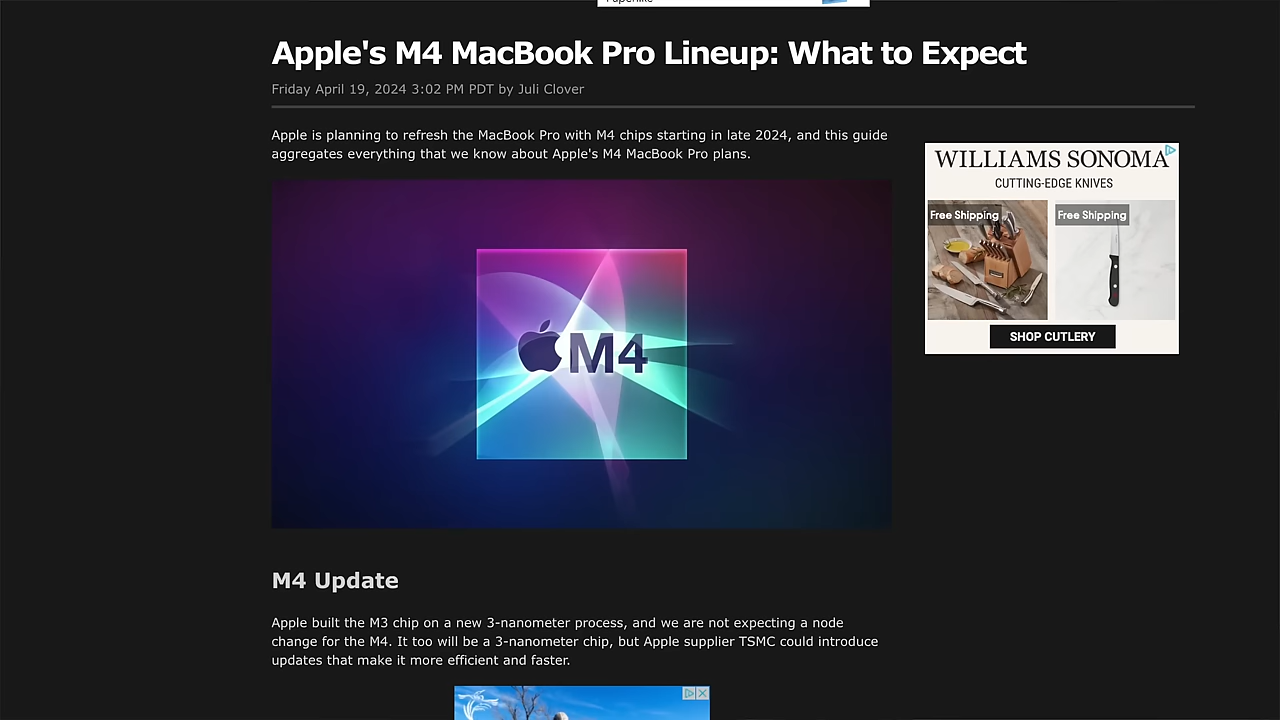 Apple's M4 MacBook Pro Lineup: What to Expect
Friday April 19, 2024 3:02 PM PDT by Juli Clover
Apple is planning to refresh the MacBook Pro with M4 chips starting in late 2024, and this guide
aggregates everything that we know about Apple's M4 MacBook Pro plans.
M4
WILLIAMS SONOMA
CUTTING-EDGE KNIVES
Free Shipping
Free Shipping
SHOP CUTLERY
M4 Update
Apple built the M3 chip on a new 3-nanometer process, and we are not expecting a node
change for the M4. It too will be a 3-nanometer chip, but Apple supplier TSMC could introduce
updates that make it more efficient and faster.